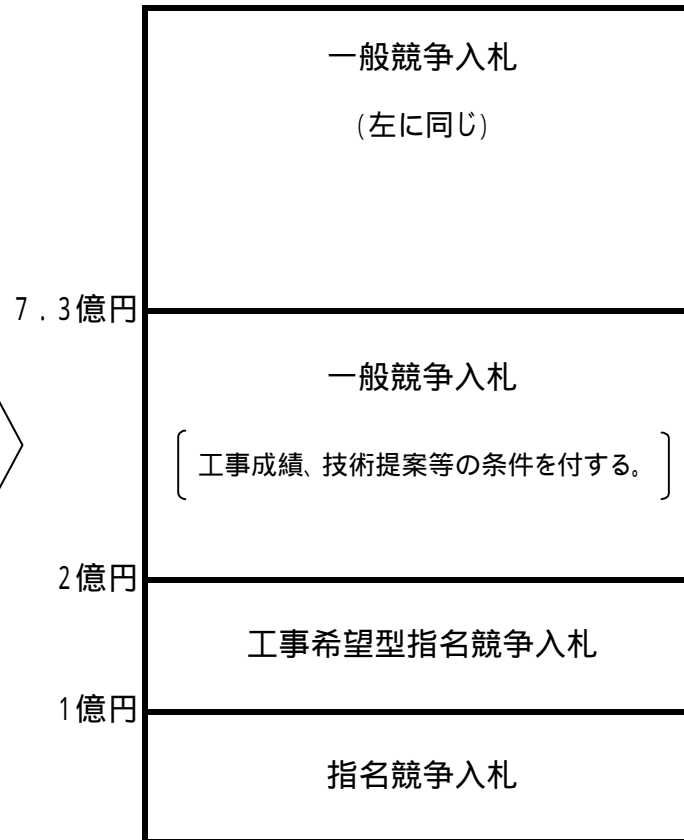 一般競争入札
(左に同じ)
7.3億円
一般競争入札
工事成績、技術提案等の条件を付する。
2億円
工事希望型指名競争入札
1億円
指名競争入札